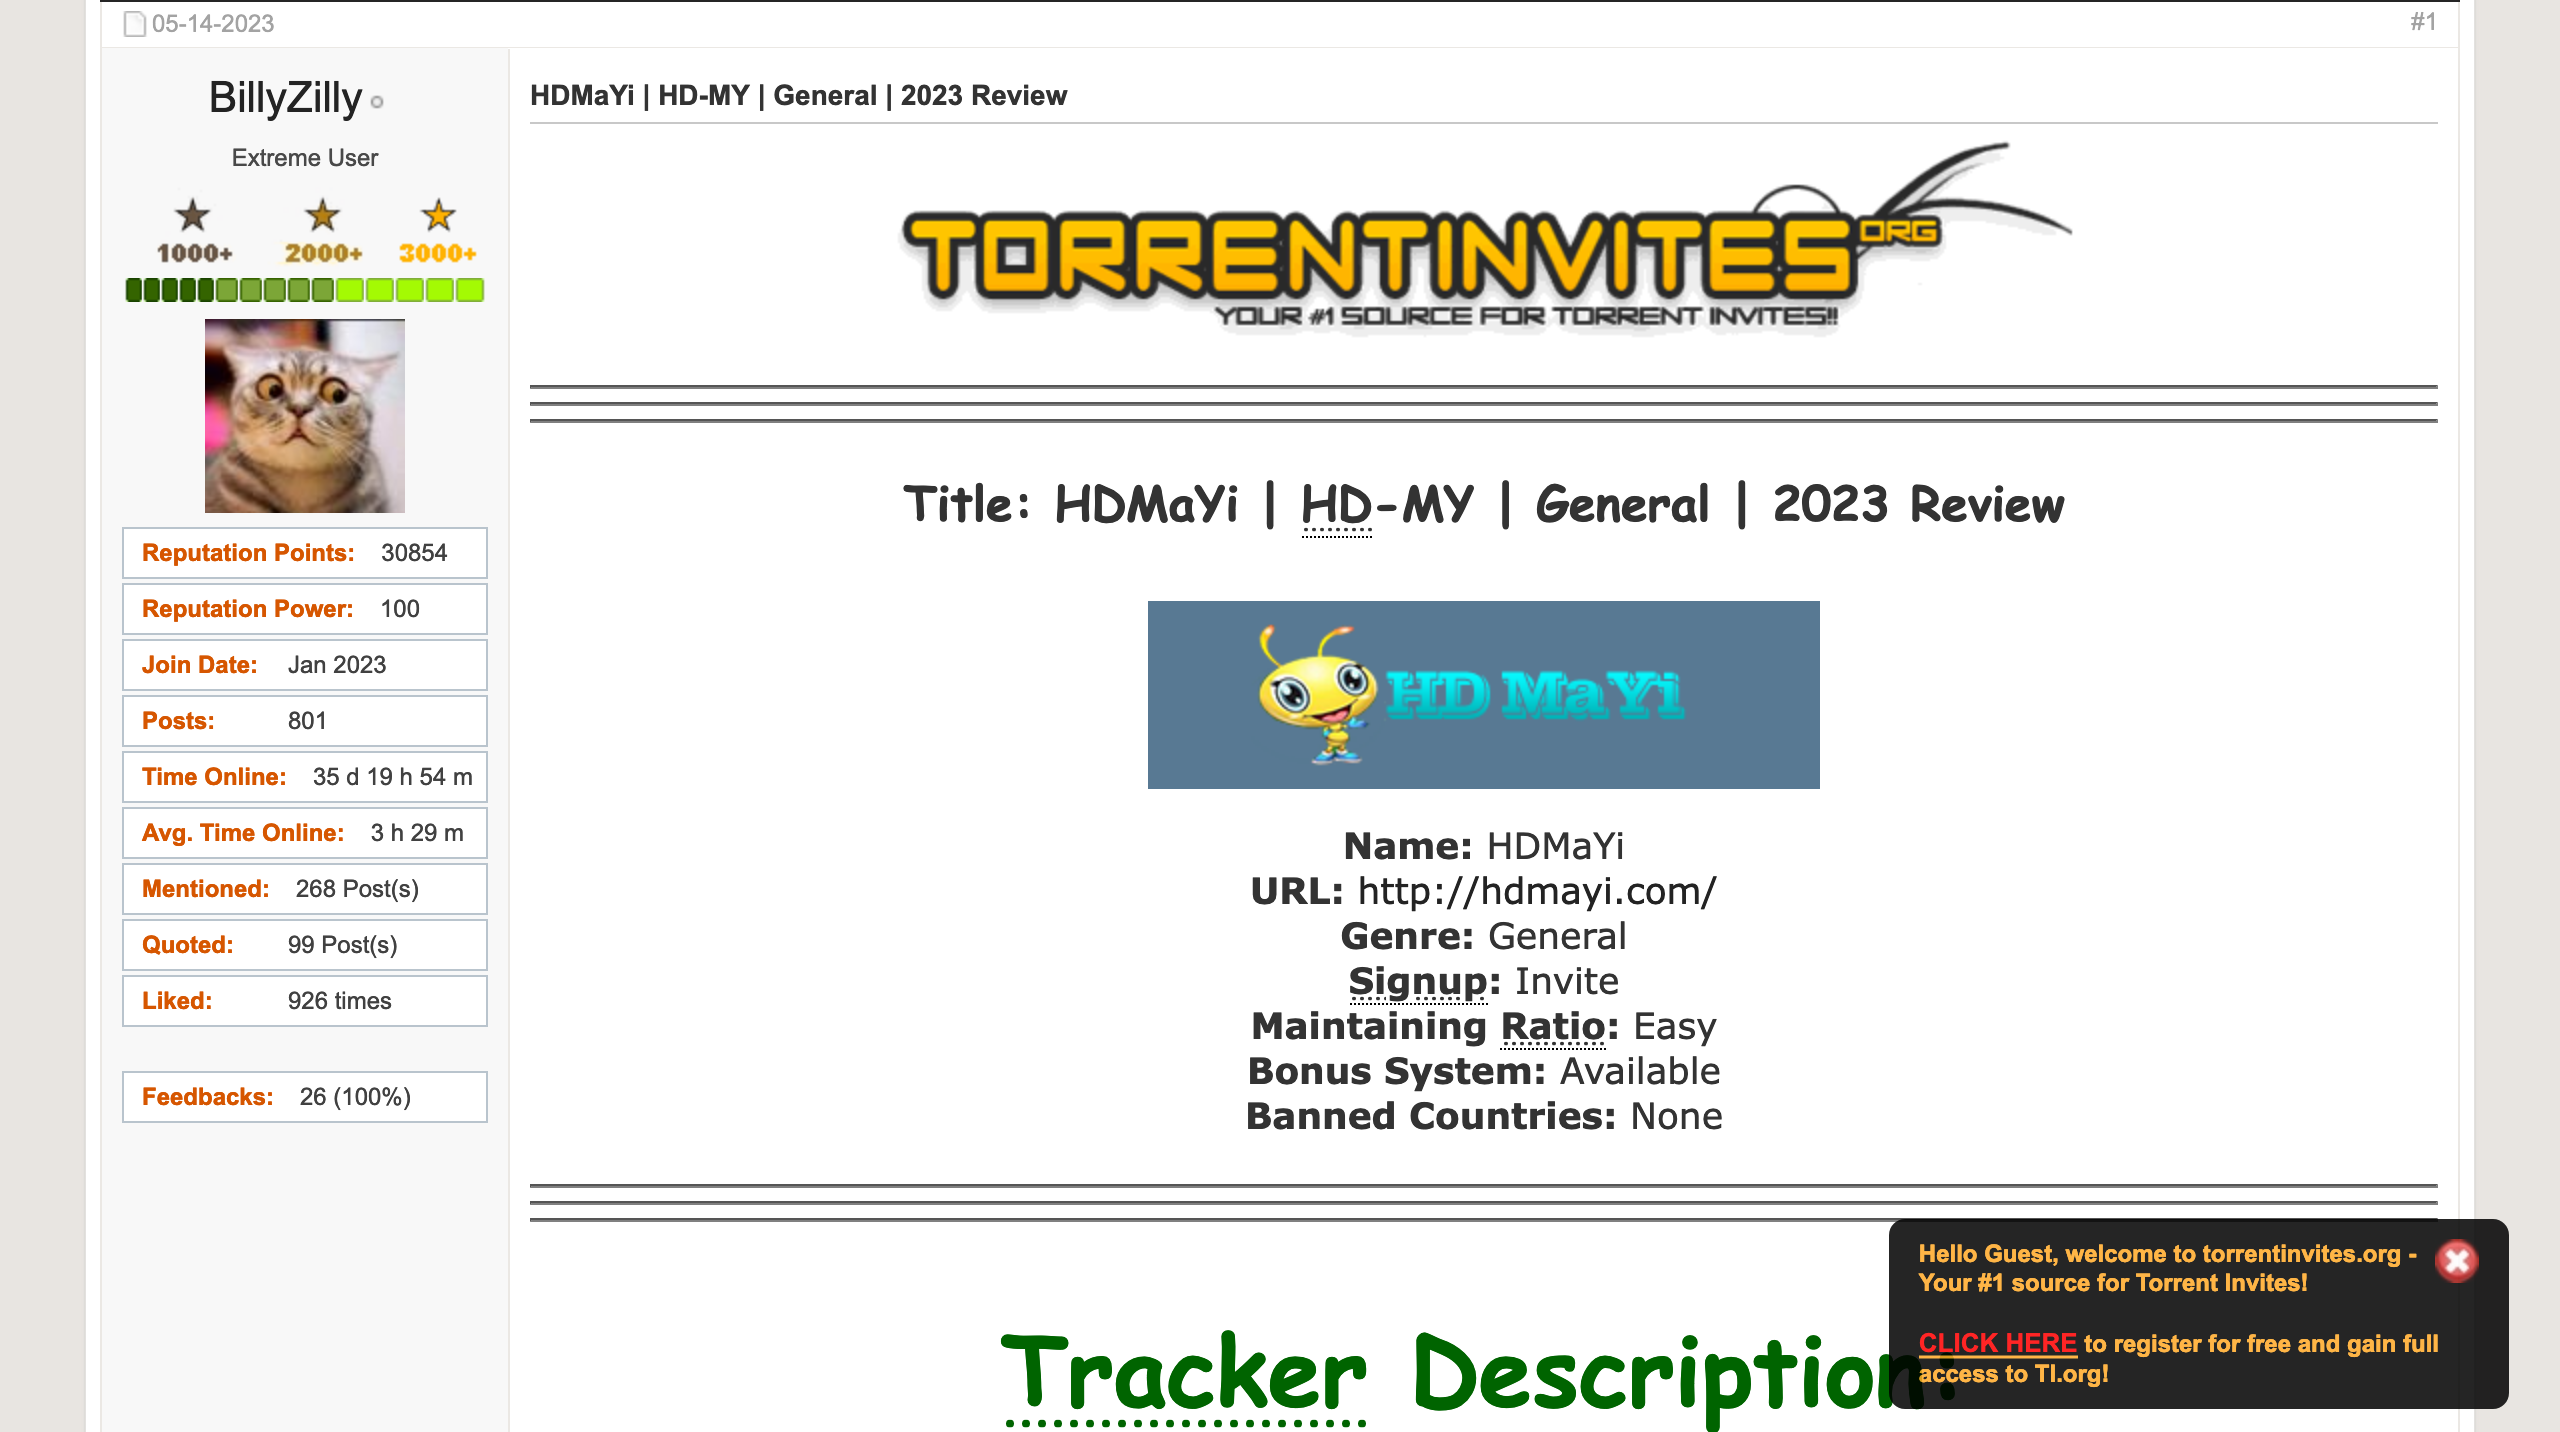 05-14-2023
#1
BillyZilly
Extreme User
1000+ 2000+ 3000+
Reputation Points: 30854
Reputation Power: 100
Join Date: Jan 2023
Posts: 801
Time Online: 35 d 19 h 54 m
Avg. Time Online: 3 h 29 m
Mentioned: 268 Post(s)
Quoted: 99 Post(s)
Liked: 926 times
Feedbacks: 26 (100%)
HDMaYi | HD-MY | General | 2023 Review
TORRENTINVITES ORG
YOUR #1 SOURCE FOR TORRENT INVITES!!
Title: HDMaYi | HD-MY | General | 2023 Review
HD MaYi
Name: HDMaYi
URL: http://hdmayi.com/
Genre: General
Signup: Invite
Maintaining Ratio: Easy
Bonus System: Available
Banned Countries: None
Tracker Description:
Hello Guest, welcome to torrentinvites.org -
Your #1 source for Torrent Invites!
CLICK HERE to register for free and gain full
access to TI.org!